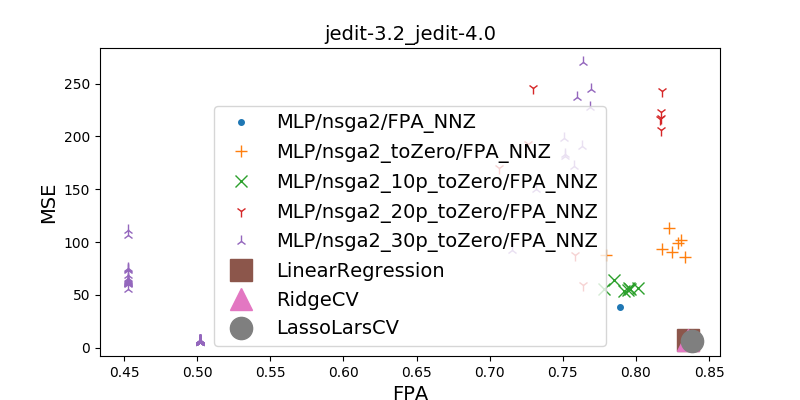 jedit-3.2_jedit-4.0
MSE
250
200
150
100
50
0
MLP/nsga2/FPA_NNZ
MLP/nsga2_toZero/FPA_NNZ
MLP/nsga2_10p_toZero/FPA_NNZ
MLP/nsga2_20p_toZero/FPA_NNZ
MLP/nsga2_30p_toZero/FPA_NNZ
LinearRegression
RidgeCV
LassoLarsCV
0.45 0.50 0.55 0.60 0.65 0.70 0.75 0.80 0.85
FPA